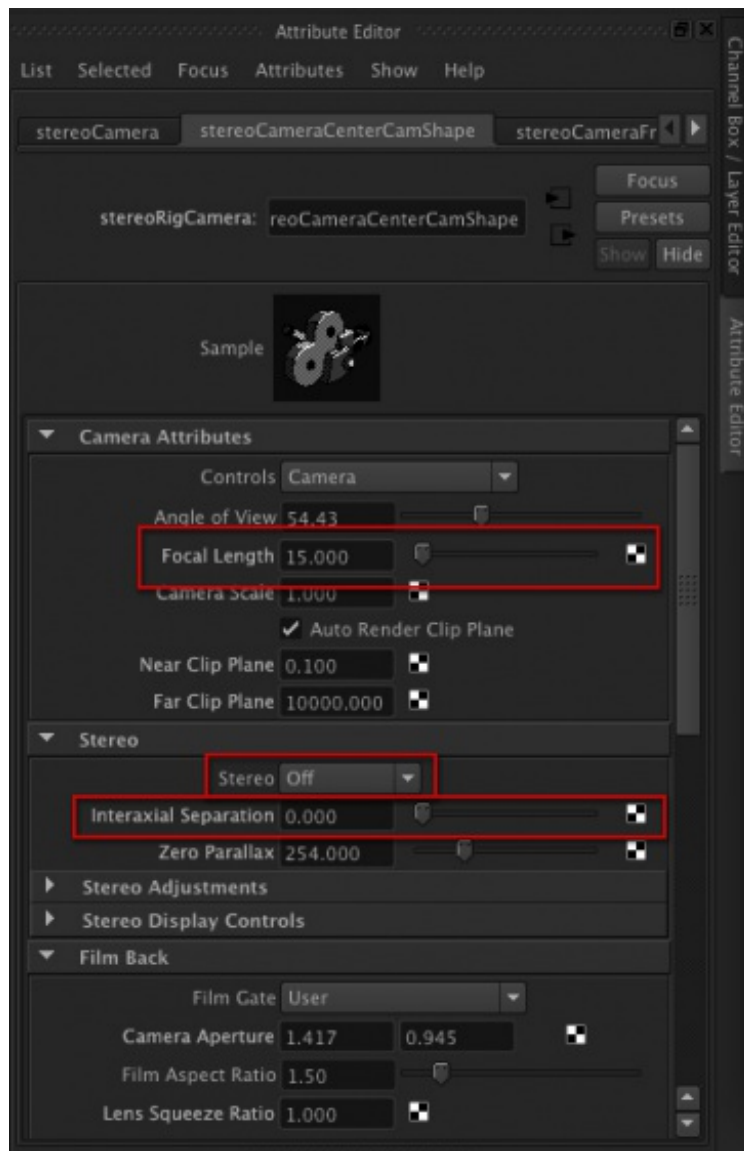 Attribute Editor
List Selected Focus Attributes Show Help
stereoCamera stereoCameraCenterCamShape stereoCameraFr
Focus
stereoRigCamera: reoCameraCenterCamShape Presets
Show Hide
Sample
Camera Attributes
Controls Camera
Angle of View 54.43
Focal Length 15.000
Camera Scale 1.000
Auto Render Clip Plane
Near Clip Plane 0.100
Far Clip Plane 10000.000
Stereo
Stereo Off
Interaxial Separation 0.000
Zero Parallax 254.000
Stereo Adjustments
Stereo Display Controls
Film Back
Film Gate User
Camera Aperture 1.417 0.945
Film Aspect Ratio 1.50
Lens Squeeze Ratio 1.000
Channel Box / Layer Editor
Attribute Editor